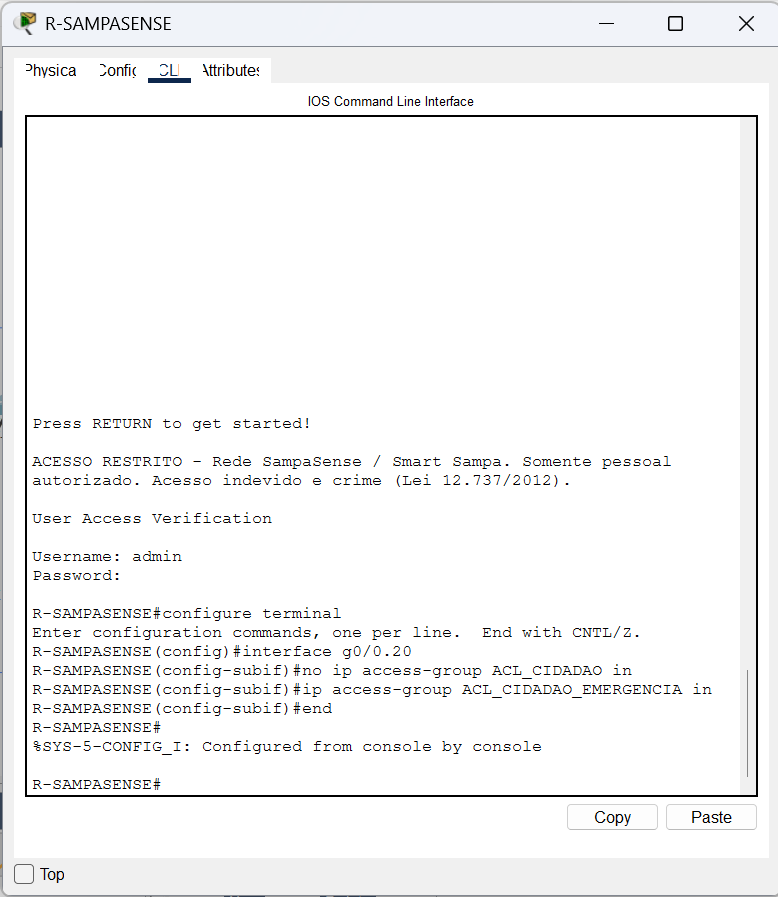 R-SAMPASENSE
Physica Config CLI Attributes
IOS Command Line Interface
Press RETURN to get started!
ACESSO RESTRITO - Rede SampaSense / Smart Sampa. Somente pessoal
autorizado. Acesso indevido e crime (Lei 12.737/2012).
User Access Verification
Username: admin
Password:
R-SAMPASENSE#configure terminal
Enter configuration commands, one per line.  End with CNTL/Z.
R-SAMPASENSE(config)#interface g0/0.20
R-SAMPASENSE(config-subif)#no ip access-group ACL_CIDADAO in
R-SAMPASENSE(config-subif)#ip access-group ACL_CIDADAO_EMERGENCIA in
R-SAMPASENSE(config-subif)#end
R-SAMPASENSE#
%SYS-5-CONFIG_I: Configured from console by console
R-SAMPASENSE#
Copy Paste
Top